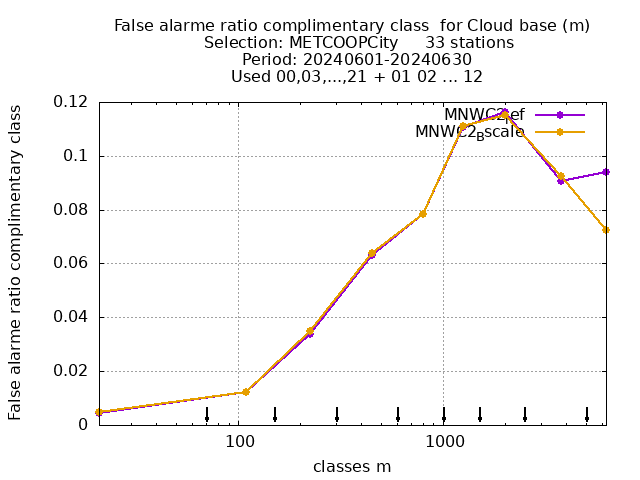 False alarme ratio complimentary class  for Cloud base (m)
Selection: METCOOPCity     33 stations
Period: 20240601-20240630
Used 00,03,...,21 + 01 02 ... 12
False alarme ratio complimentary class
0.12
0.1
0.08
0.06
0.04
0.02
0
MNWC2_Bscale
100
1000
classes m